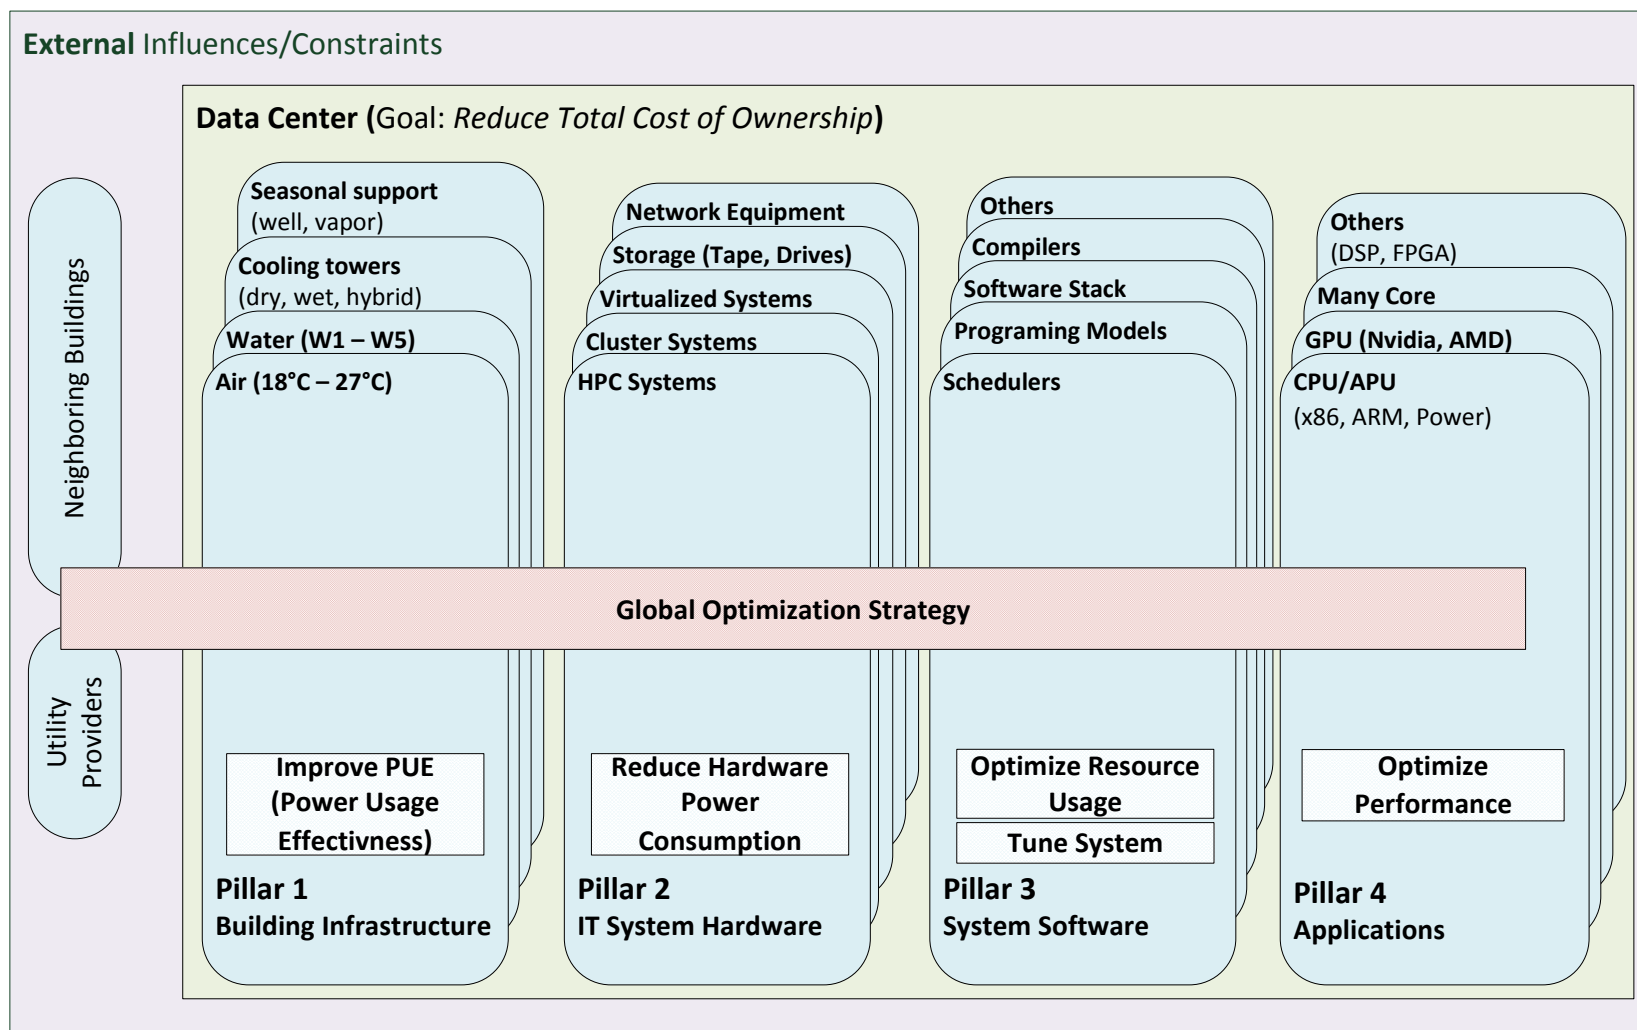 External Influences/Constraints
Data Center (Goal: Reduce Total Cost of Ownership)
Neighboring Buildings
Utility
Providers
Seasonal support
(well, vapor)
Cooling towers
(dry, wet, hybrid)
Water (W1 – W5)
Air (18°C – 27°C)
Network Equipment
Storage (Tape, Drives)
Virtualized Systems
Cluster Systems
HPC Systems
Others
Compilers
Software Stack
Programing Models
Schedulers
Others
(DSP, FPGA)
Many Core
GPU (Nvidia, AMD)
CPU/APU
(x86, ARM, Power)
Global Optimization Strategy
Improve PUE
(Power Usage
Effectivness)
Pillar 1
Building Infrastructure
Reduce Hardware
Power
Consumption
Pillar 2
IT System Hardware
Optimize Resource
Usage
Tune System
Pillar 3
System Software
Optimize
Performance
Pillar 4
Applications